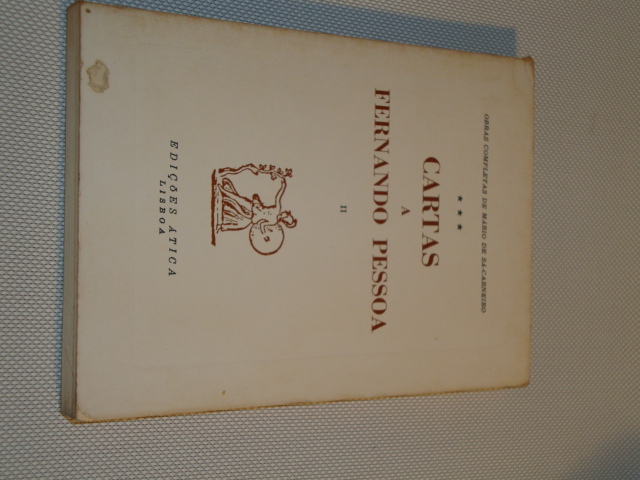 OBRAS COMPLETAS DE MÁRIO DE SÁ-CARNEIRO
★ ★ ★
CARTAS
A
FERNANDO PESSOA
II
EDIÇÕES ÁTICA
LISBOA